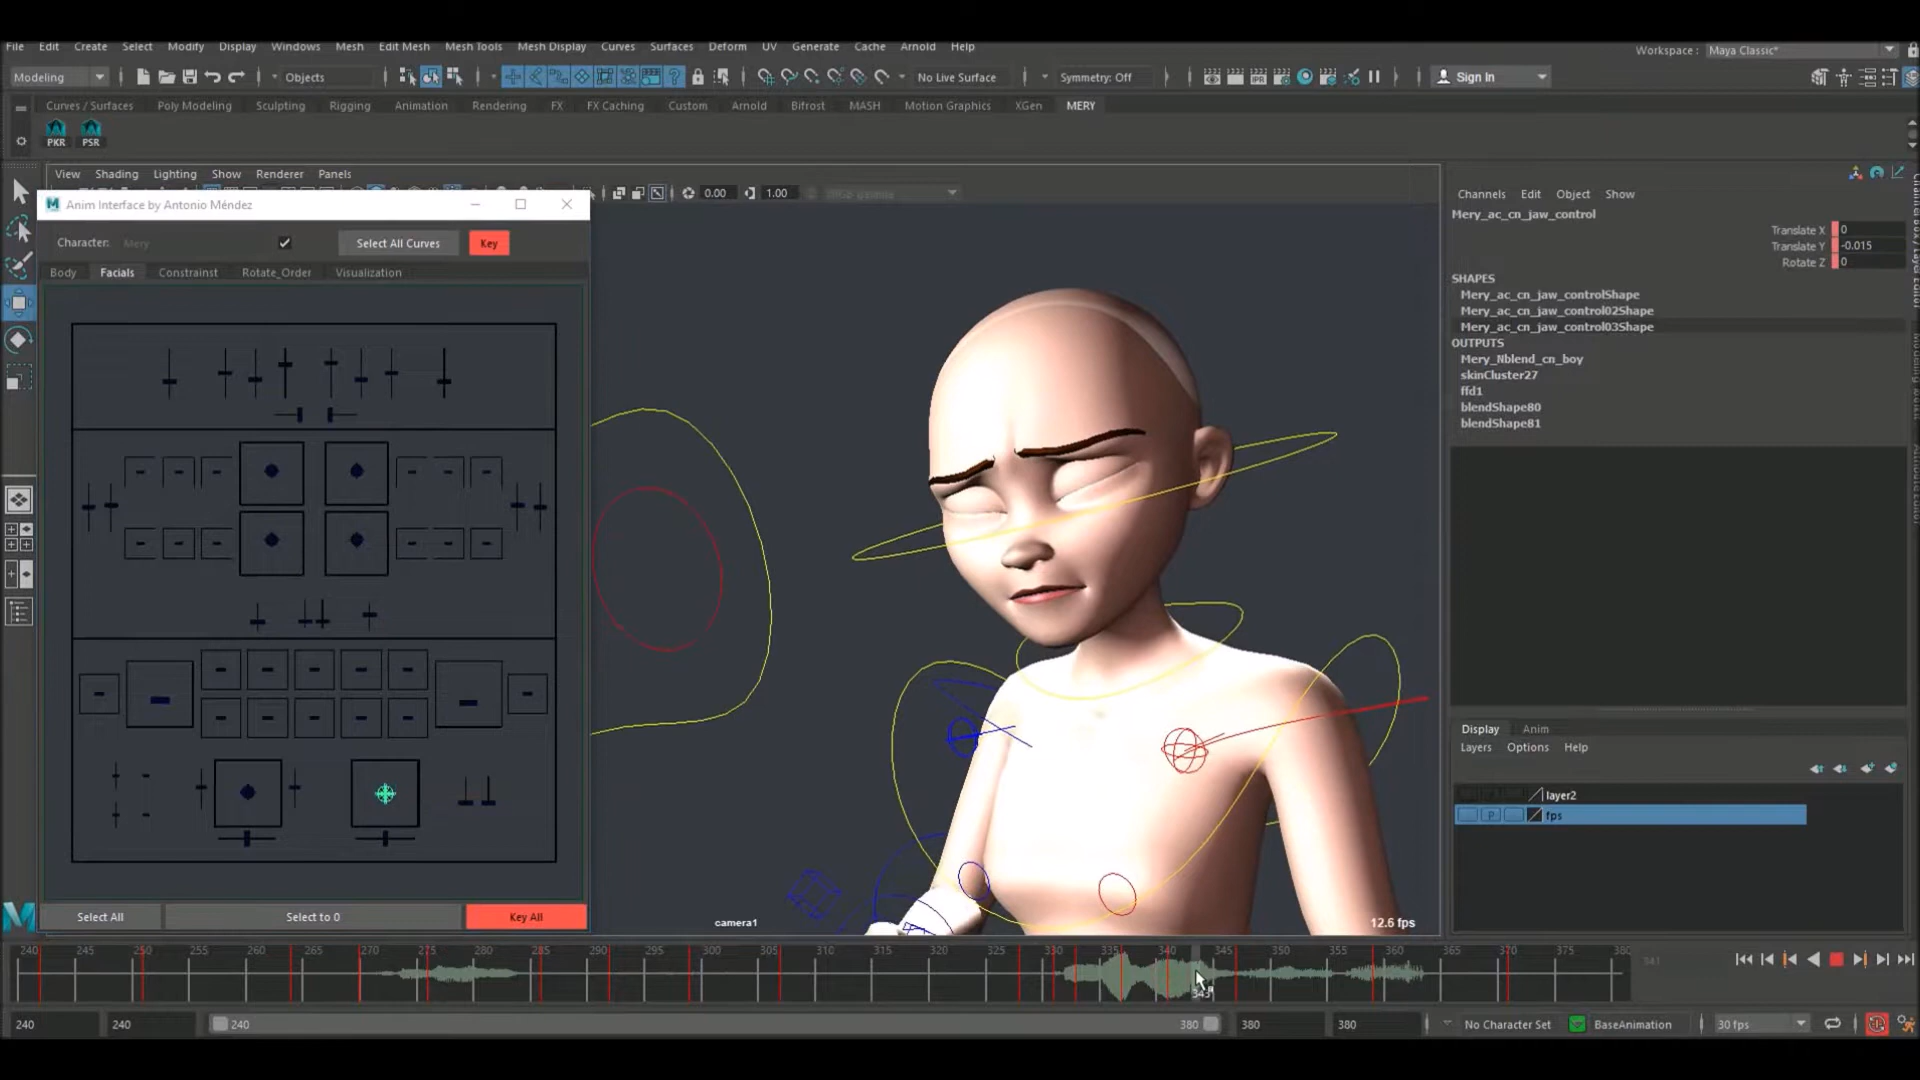 File Edit Create Select Modify Display Windows Mesh Edit Mesh Mesh Tools Mesh Display Curves Surfaces Deform UV Generate Cache Arnold Help
Workspace : Maya Classic*
Modeling Objects No Live Surface Symmetry: Off Sign In
Curves / Surfaces Poly Modeling Sculpting Rigging Animation Rendering FX FX Caching Custom Arnold Bifrost MASH Motion Graphics XGen MERY
PKR PSR
View Shading Lighting Show Renderer Panels
0.00 1.00
Anim Interface by Antonio Méndez
Character: Mery Select All Curves Key
Body Facials Constrainst Rotate_Order Visualization
Select All Select to 0 Key All
camera1
12.6 fps
Channels Edit Object Show
Mery_ac_cn_jaw_control
Translate X 0
Translate Y -0.015
Rotate Z 0
SHAPES
Mery_ac_cn_jaw_controlShape
Mery_ac_cn_jaw_control02Shape
Mery_ac_cn_jaw_control03Shape
OUTPUTS
Mery_Nblend_cn_boy
skinCluster27
ffd1
blendShape80
blendShape81
Display Anim
Layers Options Help
layer2
P fps
240 245 250 255 260 265 270 275 280 285 290 295 300 305 310 315 320 325 330 335 340 345 350 355 360 365 370 375 380
343
341
240 240 240 380 380 380 No Character Set BaseAnimation 30 fps